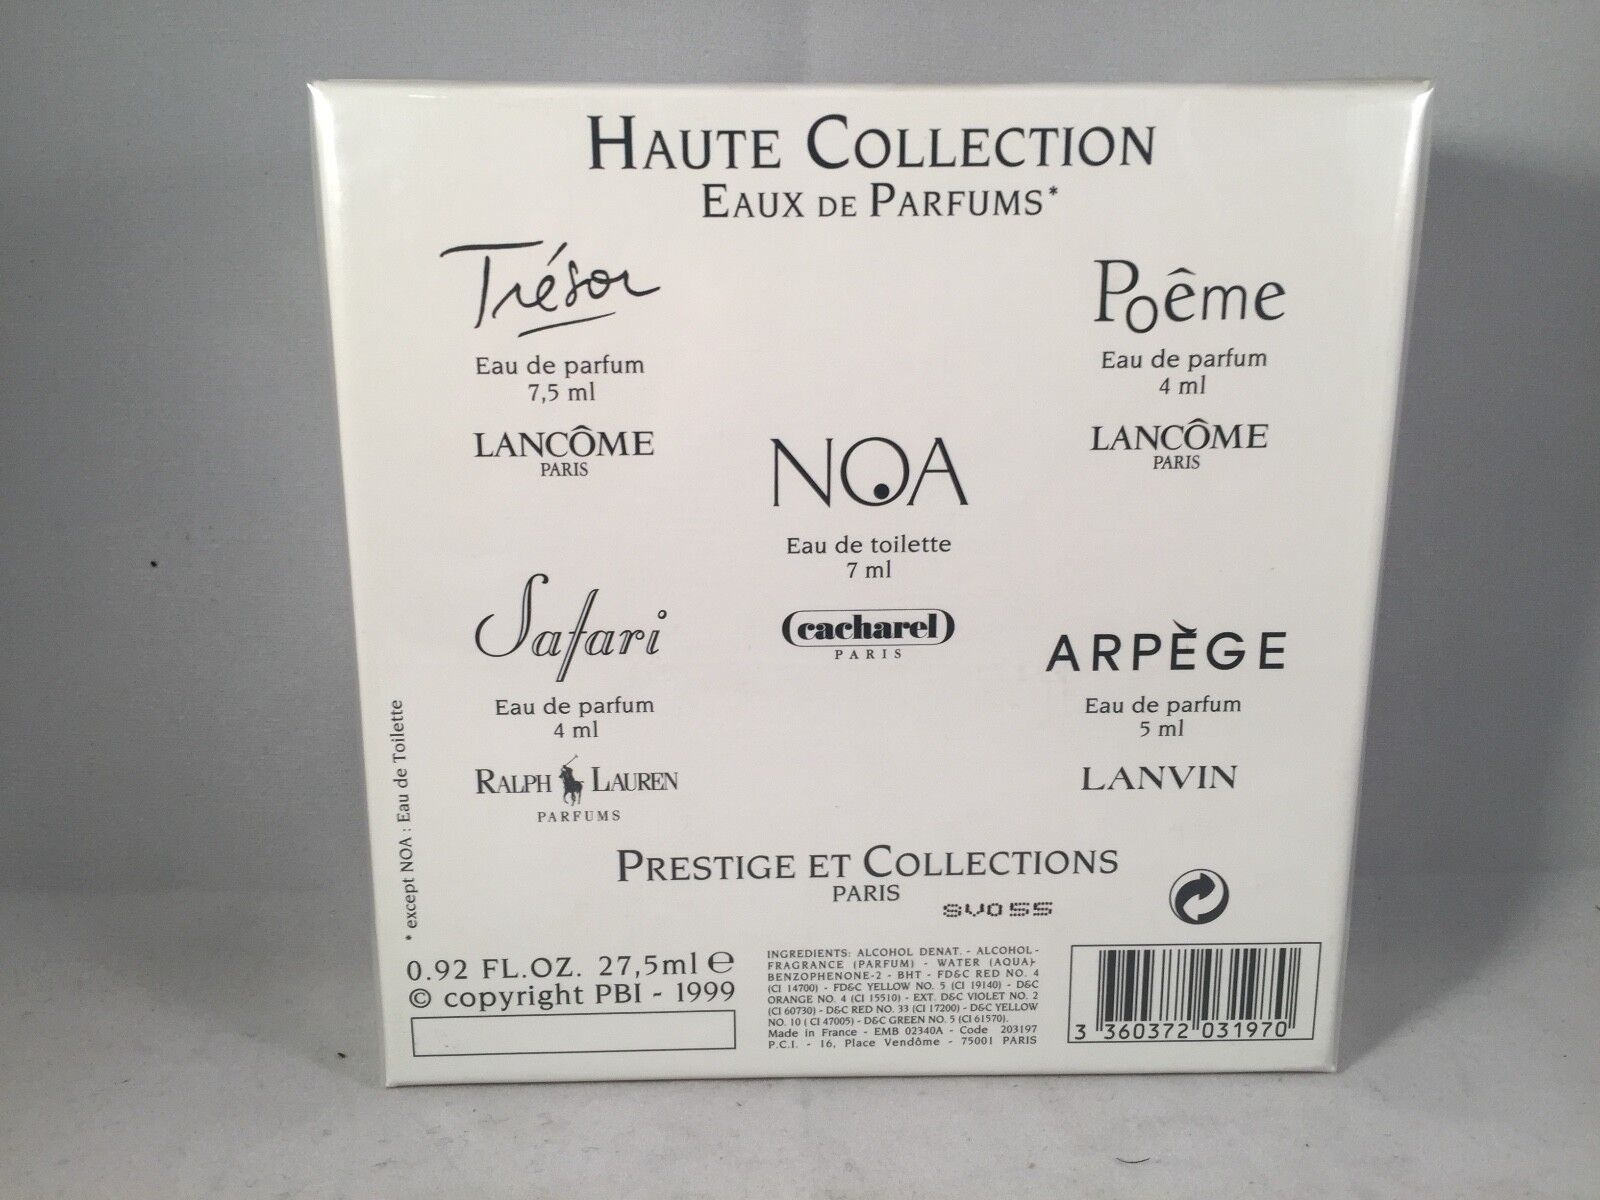 HAUTE COLLECTION
EAUX DE PARFUMS*
Trésor
Eau de parfum
7,5 ml
LANCÔME
PARIS
Poême
Eau de parfum
4 ml
LANCÔME
PARIS
NOA
Eau de toilette
7 ml
cacharel
PARIS
Safari
Eau de parfum
4 ml
RALPH LAUREN
PARFUMS
ARPÈGE
Eau de parfum
5 ml
LANVIN
* except NOA : Eau de Toilette
PRESTIGE ET COLLECTIONS
PARIS
SV055
0.92 FL.OZ. 27,5ml ℮
© copyright PBI - 1999
INGREDIENTS: ALCOHOL DENAT. - ALCOHOL -
FRAGRANCE (PARFUM) - WATER (AQUA)-
BENZOPHENONE-2 - BHT - FD&C RED NO. 4
(CI 14700) - FD&C YELLOW NO. 5 (CI 19140) - D&C
ORANGE NO. 4 (CI 15510) - EXT. D&C VIOLET NO. 2
(CI 60730) - D&C RED NO. 33 (CI 17200) - D&C YELLOW
NO. 10 ( CI 47005) - D&C GREEN NO. 5 (CI 61570).
Made in France - EMB 02340A - Code 203197
P.C.I. - 16, Place Vendôme - 75001 PARIS
3 360372 031970